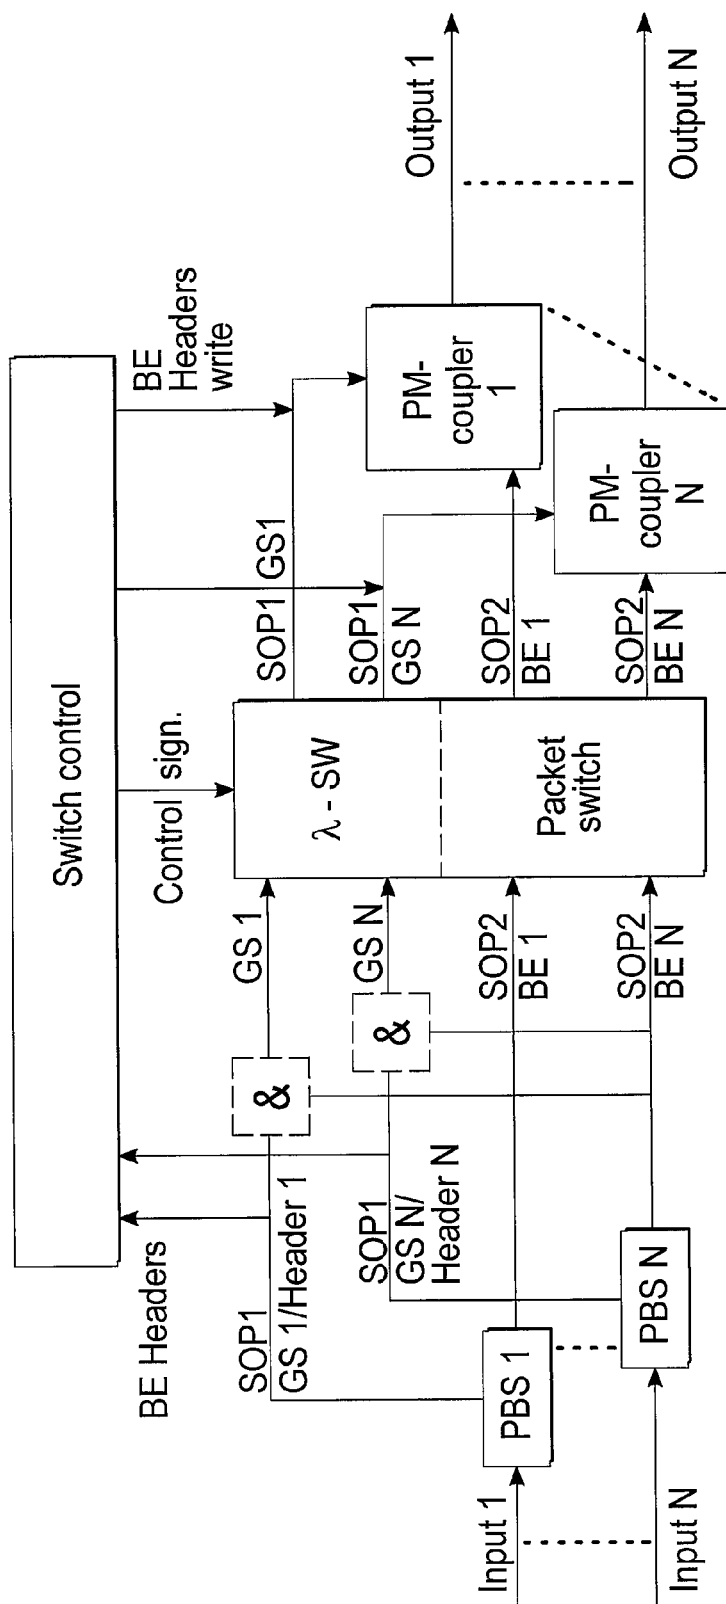 Switch control
BE Headers
Control sign.
BE
Headers
write
SOP1
GS 1/Header 1
SOP1
GS N/
Header N
&
&
GS 1
GS N
SOP2
BE 1
SOP2
BE N
λ - SW
Packet
switch
SOP1 GS1
SOP1
GS N
SOP2
BE 1
SOP2
BE N
PM-
coupler
1
PM-
coupler
N
PBS 1
PBS N
Input 1
Input N
Output 1
Output N